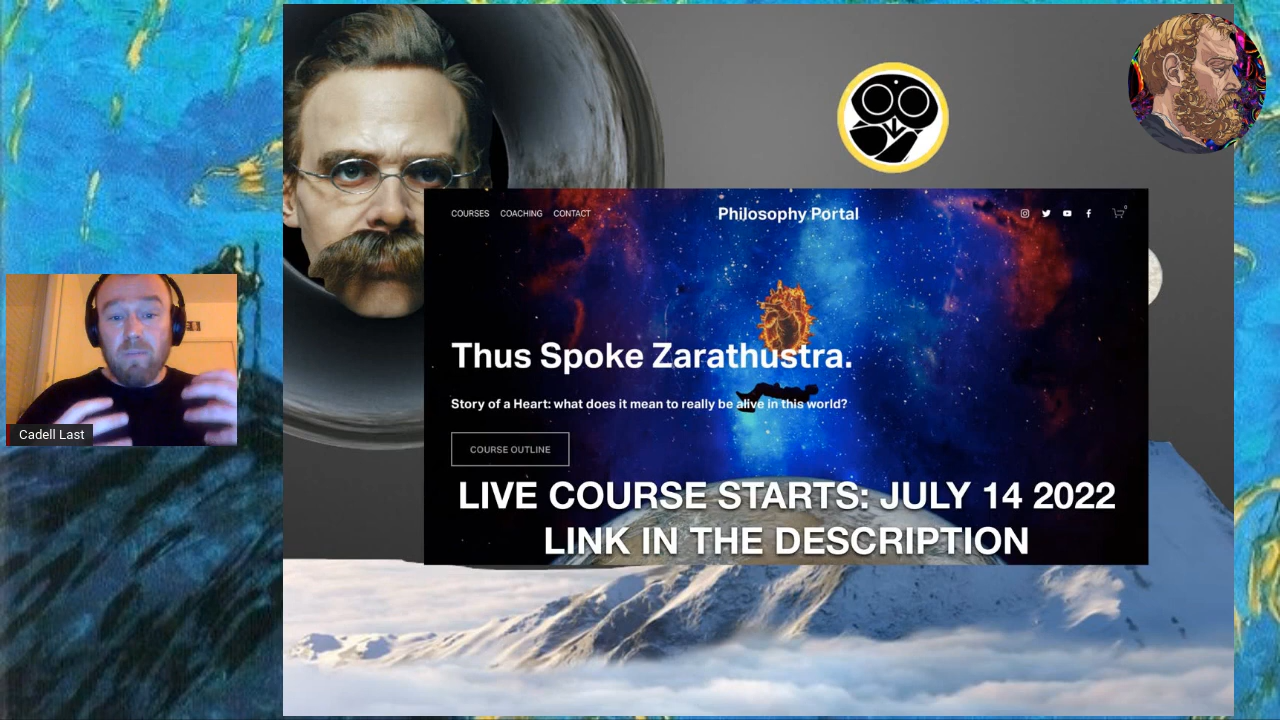 COURSES COACHING CONTACT
Philosophy Portal
0
Thus Spoke Zarathustra.
Story of a Heart: what does it mean to really be alive in this world?
COURSE OUTLINE
LIVE COURSE STARTS: JULY 14 2022
LINK IN THE DESCRIPTION
Cadell Last